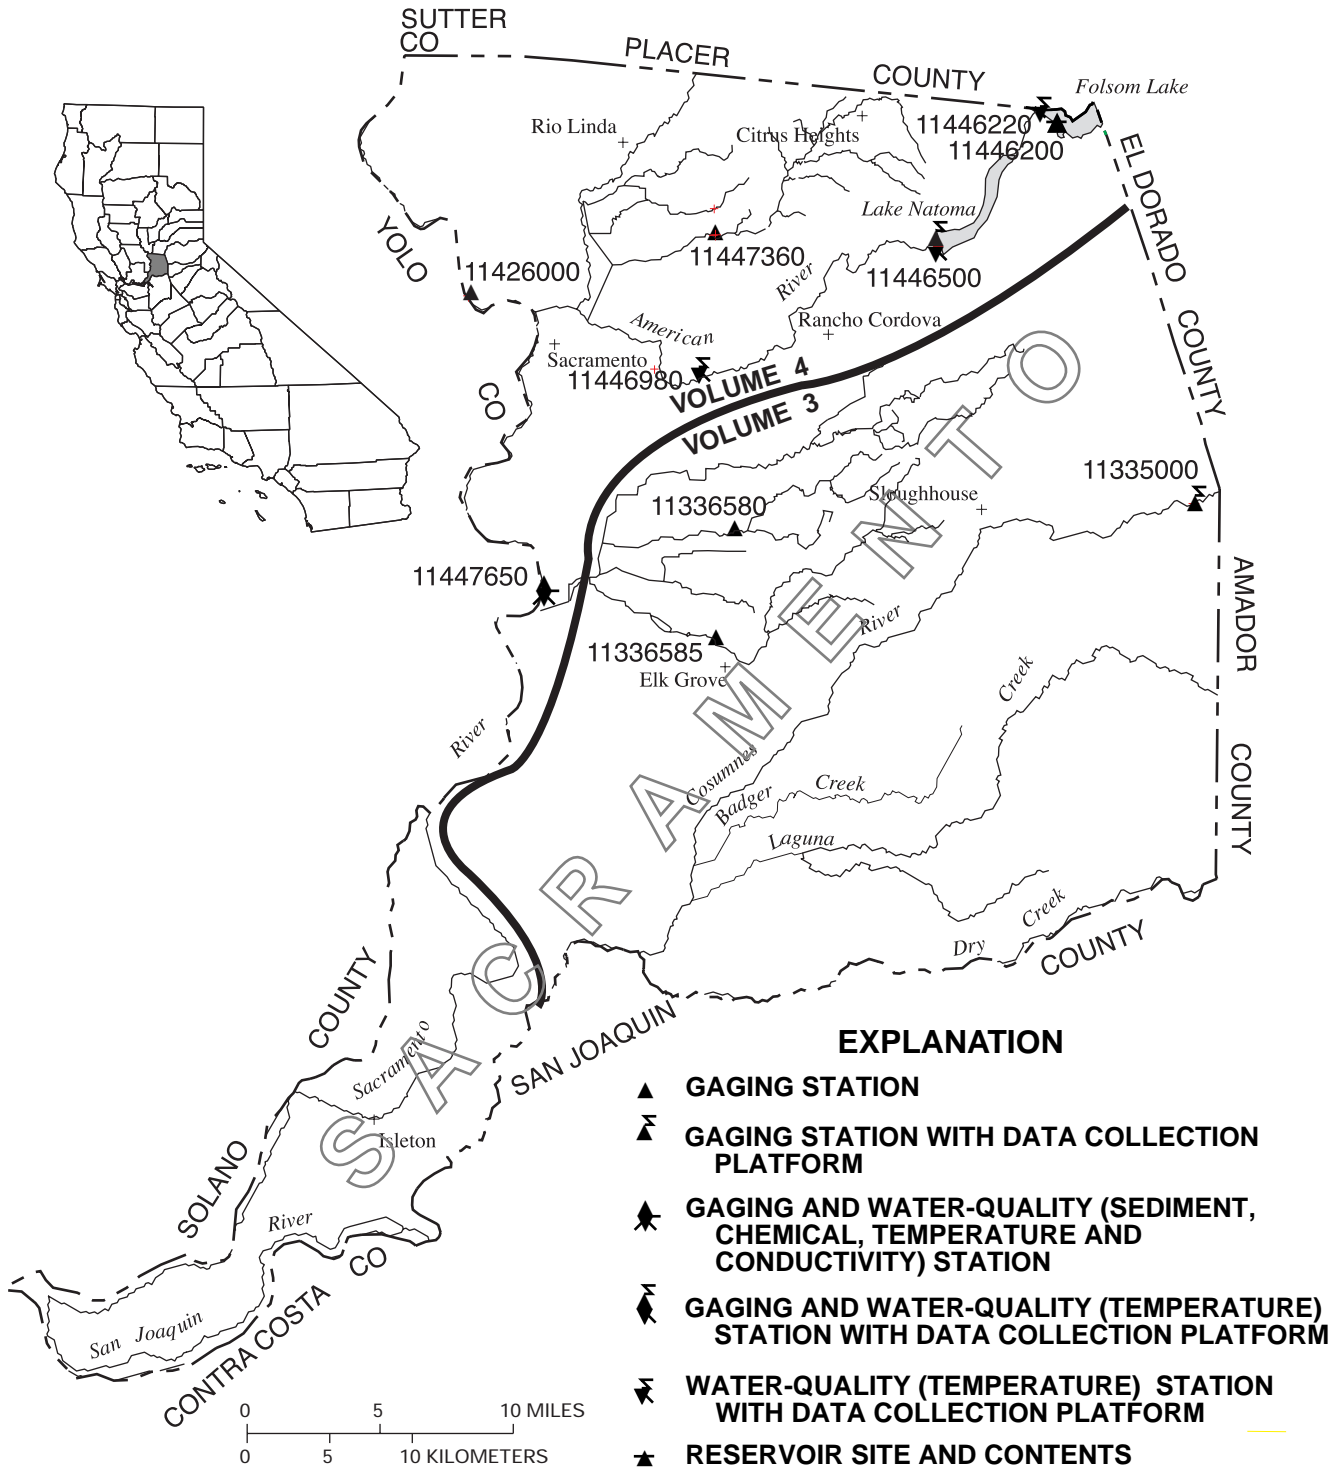 SUTTER
CO
PLACER
COUNTY
Folsom Lake
Rio Linda
Citrus Heights
11446220
11446200
EL DORADO COUNTY
Lake Natoma
YOLO
11447360
11426000
11446500
River
Rancho Cordova
American
Sacramento
11446980
CO
VOLUME 4
VOLUME 3
11335000
11336580
Sloughhouse
11447650
AMADOR
COUNTY
River
11336585
Elk Grove
Creek
River
Cosumnes
Badger
Creek
Laguna
SACRAMENTO
Creek
Dry
COUNTY
COUNTY
SAN JOAQUIN
Sacramento
Isleton
SOLANO
River
CO
San Joaquin
CONTRA COSTA
EXPLANATION
GAGING STATION
GAGING STATION WITH DATA COLLECTION
PLATFORM
GAGING AND WATER-QUALITY (SEDIMENT,
CHEMICAL, TEMPERATURE AND
CONDUCTIVITY) STATION
GAGING AND WATER-QUALITY (TEMPERATURE)
STATION WITH DATA COLLECTION PLATFORM
WATER-QUALITY (TEMPERATURE) STATION
WITH DATA COLLECTION PLATFORM
RESERVOIR SITE AND CONTENTS
0 5 10 MILES
0 5 10 KILOMETERS